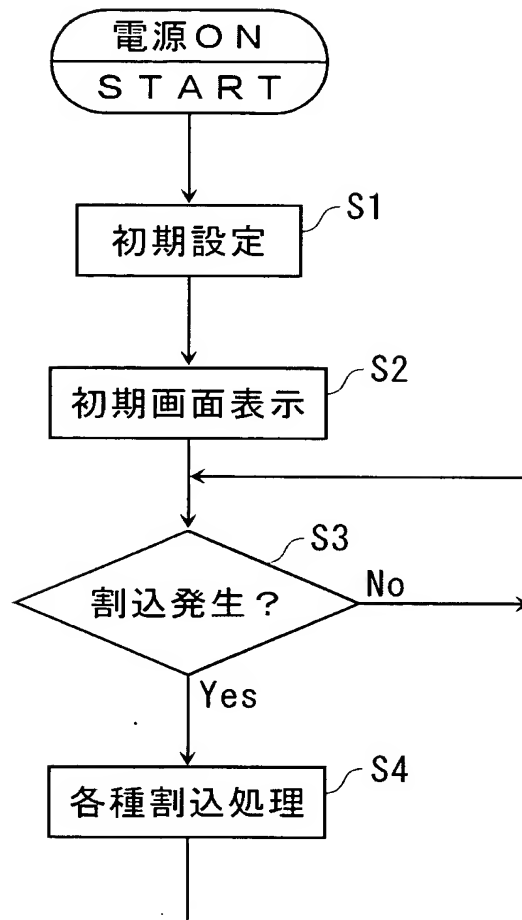 電源ON
START
初期設定
S1
初期画面表示
S2
割込発生?
S3
No
Yes
各種割込処理
S4